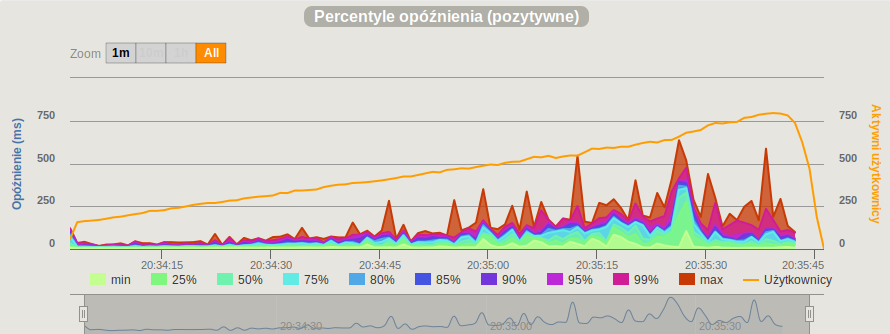 Percentyle opóźnienia (pozytywne)
Zoom 1m 10m 1h All
Opóźnienie (ms)
750 750
500 500
250 250
0 0
Aktywni użytkownicy
20:34:15 20:34:30 20:34:45 20:35:00 20:35:15 20:35:30 20:35:45
min 25% 50% 75% 80% 85% 90% 95% 99% max Użytkownicy
20:34:30 20:35:00 20:35:30